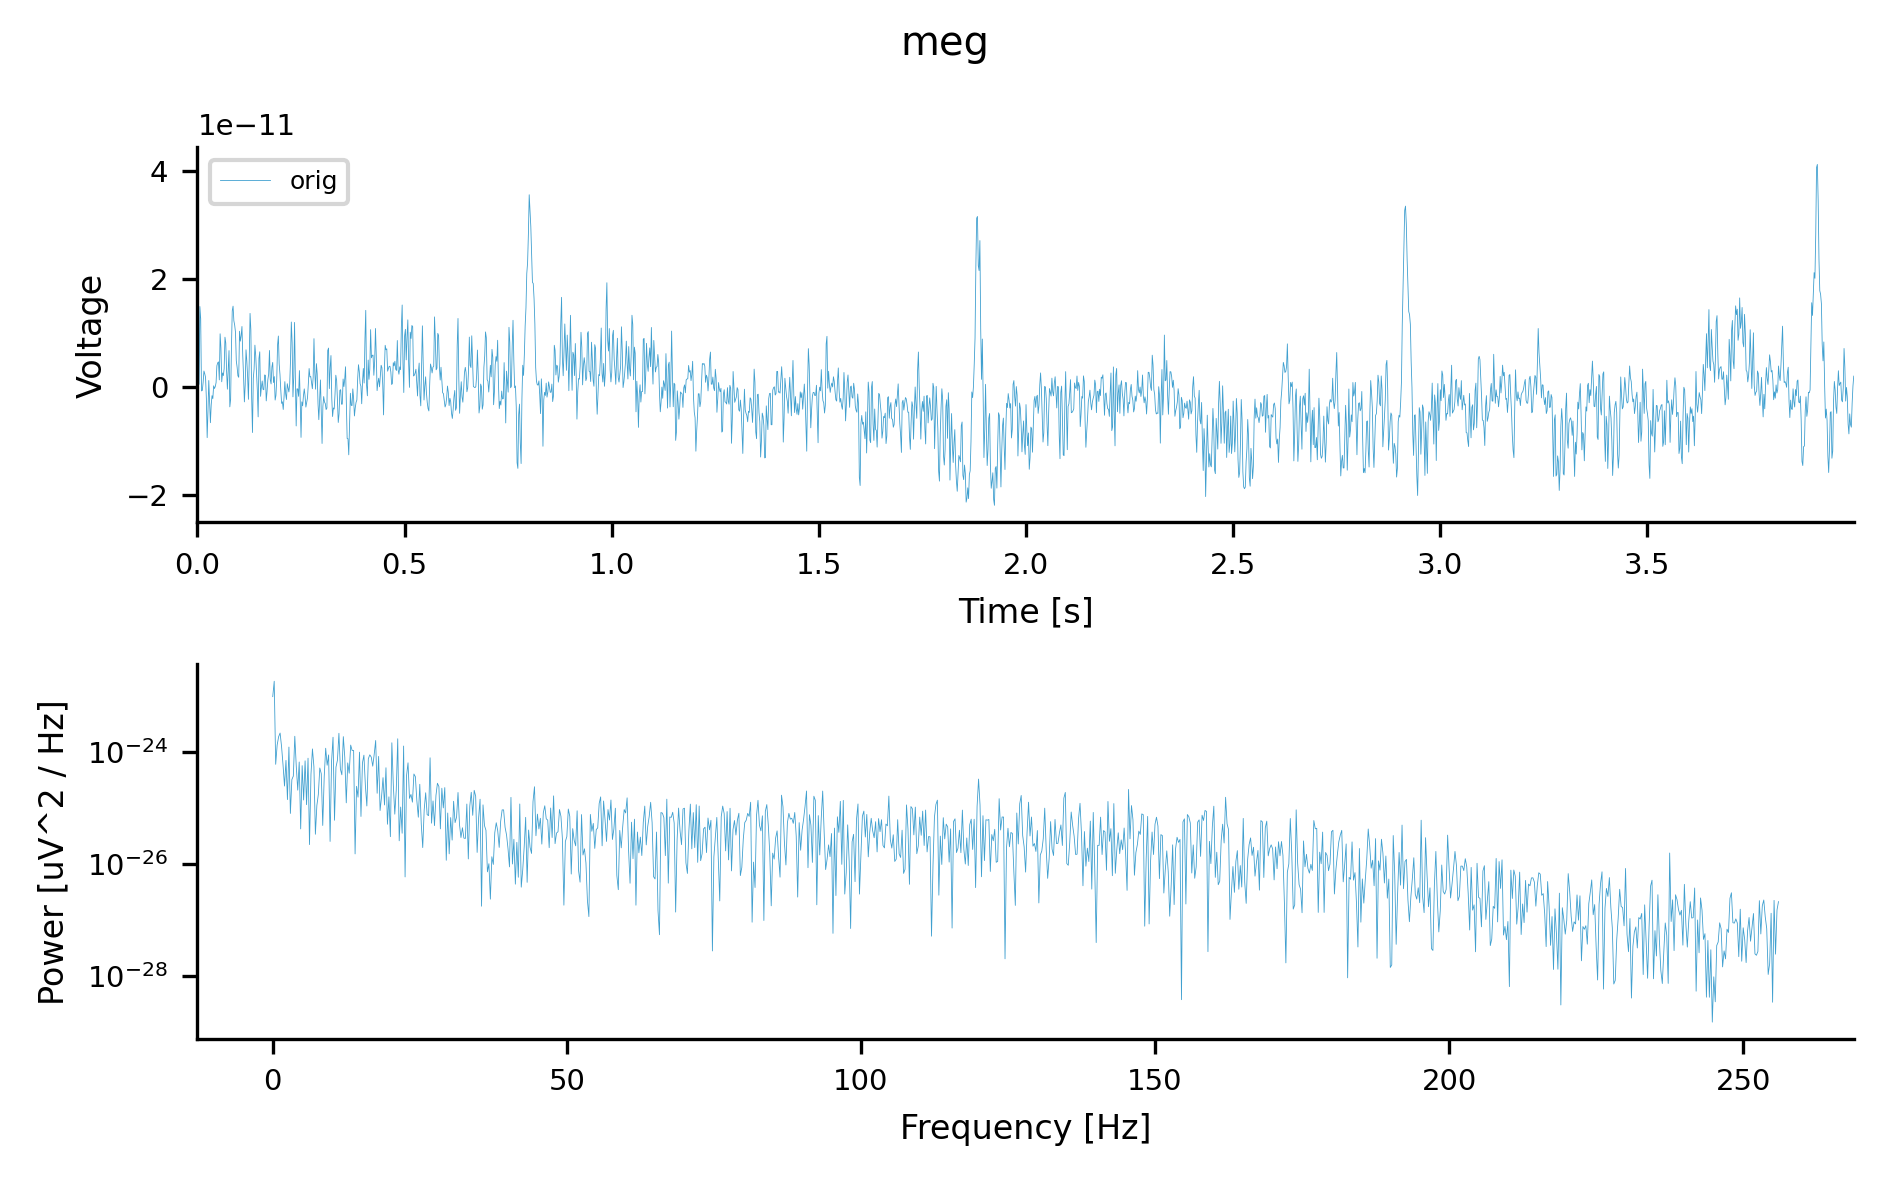 meg
1e−11
4
2
0
−2
orig
Voltage
0.0 0.5 1.0 1.5 2.0 2.5 3.0 3.5
Time [s]
10⁻²⁴
10⁻²⁶
10⁻²⁸
Power [uV^2 / Hz]
0 50 100 150 200 250
Frequency [Hz]